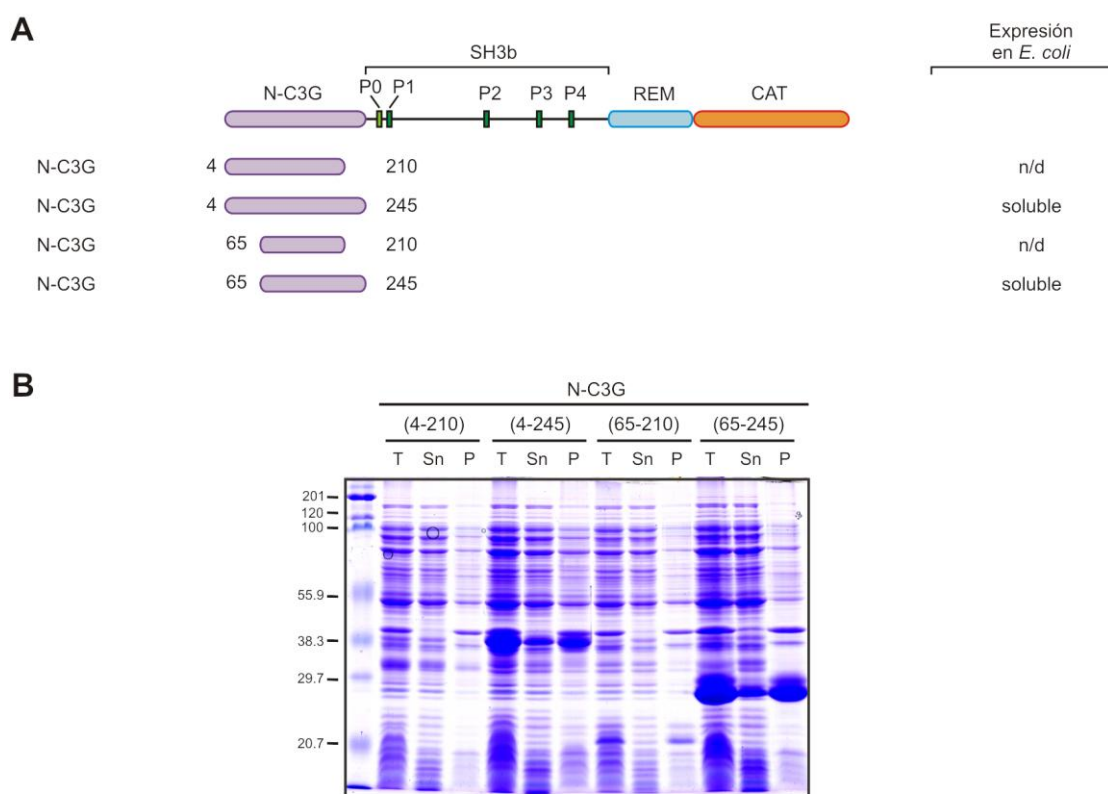 A
Expresión
en E. coli
SH3b
N-C3G P0 P1 P2 P3 P4 REM CAT
N-C3G 4 210 n/d
N-C3G 4 245 soluble
N-C3G 65 210 n/d
N-C3G 65 245 soluble
B
N-C3G
(4-210) (4-245) (65-210) (65-245)
T Sn P T Sn P T Sn P T Sn P
201
120
100
55.9
38.3
29.7
20.7